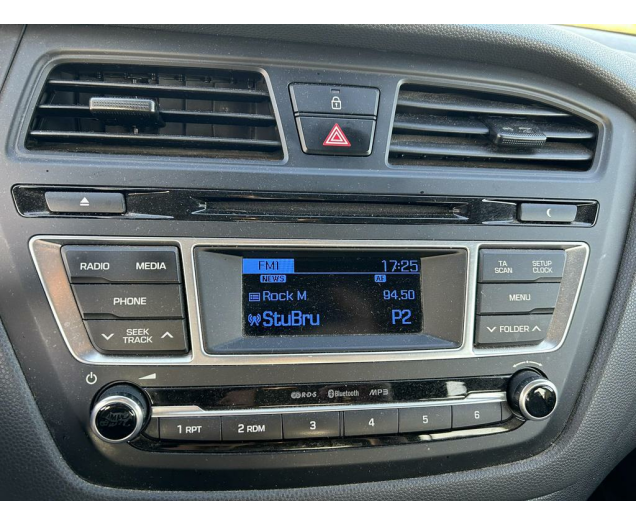 FM1 17:25
NEWS AF
Rock M 94.50
StuBru P2
RADIO MEDIA
PHONE
SEEK
TRACK
TA
SCAN
SETUP
CLOCK
MENU
FOLDER
R·D·S Bluetooth MP3
1 RPT 2 RDM 3 4 5 6